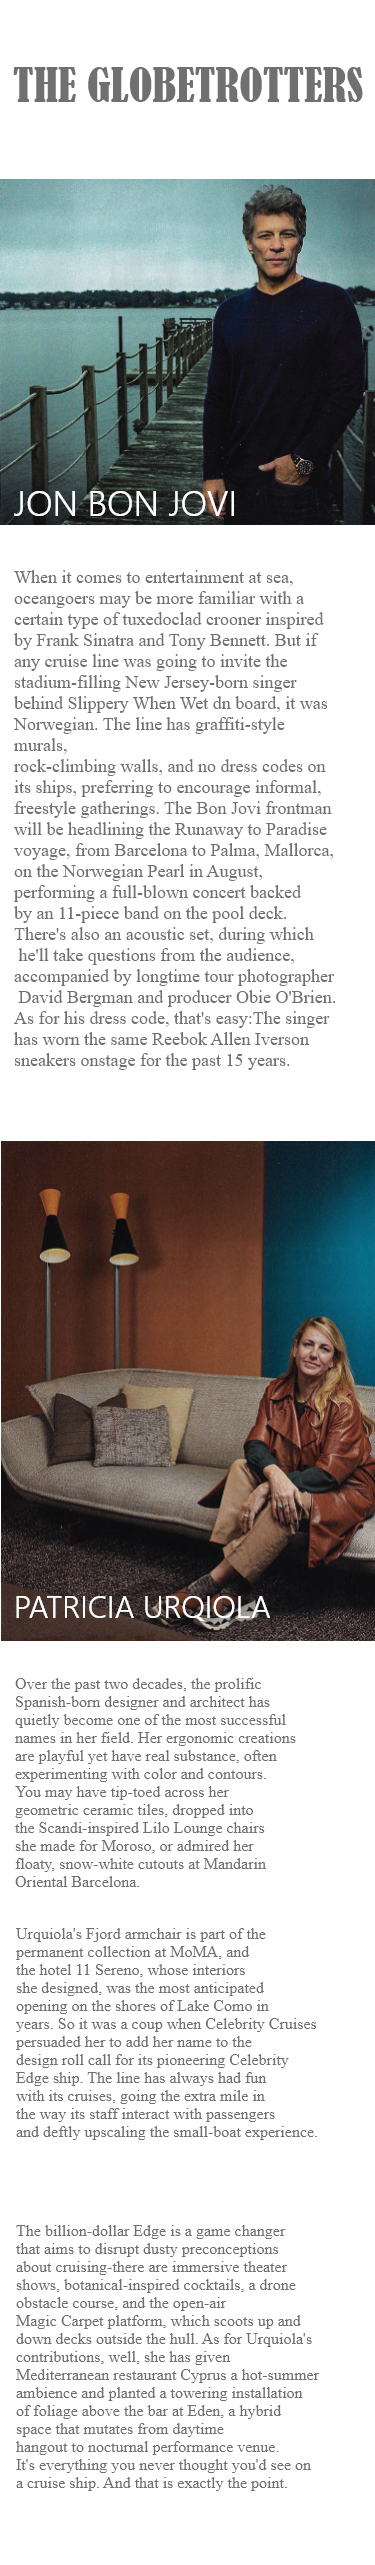 THE GLOBETROTTERS
JON BON JOVI
When it comes to entertainment at sea,
oceangoers may be more familiar with a
certain type of tuxedoclad crooner inspired
by Frank Sinatra and Tony Bennett. But if
any cruise line was going to invite the
stadium-filling New Jersey-born singer
behind Slippery When Wet dn board, it was
Norwegian. The line has graffiti-style
murals,
rock-climbing walls, and no dress codes on
its ships, preferring to encourage informal,
freestyle gatherings. The Bon Jovi frontman
will be headlining the Runaway to Paradise
voyage, from Barcelona to Palma, Mallorca,
on the Norwegian Pearl in August,
performing a full-blown concert backed
by an 11-piece band on the pool deck.
There's also an acoustic set, during which
he'll take questions from the audience,
accompanied by longtime tour photographer
David Bergman and producer Obie O'Brien.
As for his dress code, that's easy:The singer
has worn the same Reebok Allen Iverson
sneakers onstage for the past 15 years.
PATRICIA URQIOLA
Over the past two decades, the prolific
Spanish-born designer and architect has
quietly become one of the most successful
names in her field. Her ergonomic creations
are playful yet have real substance, often
experimenting with color and contours.
You may have tip-toed across her
geometric ceramic tiles, dropped into
the Scandi-inspired Lilo Lounge chairs
she made for Moroso, or admired her
floaty, snow-white cutouts at Mandarin
Oriental Barcelona.
Urquiola's Fjord armchair is part of the
permanent collection at MoMA, and
the hotel 11 Sereno, whose interiors
she designed, was the most anticipated
opening on the shores of Lake Como in
years. So it was a coup when Celebrity Cruises
persuaded her to add her name to the
design roll call for its pioneering Celebrity
Edge ship. The line has always had fun
with its cruises, going the extra mile in
the way its staff interact with passengers
and deftly upscaling the small-boat experience.
The billion-dollar Edge is a game changer
that aims to disrupt dusty preconceptions
about cruising-there are immersive theater
shows, botanical-inspired cocktails, a drone
obstacle course, and the open-air
Magic Carpet platform, which scoots up and
down decks outside the hull. As for Urquiola's
contributions, well, she has given
Mediterranean restaurant Cyprus a hot-summer
ambience and planted a towering installation
of foliage above the bar at Eden, a hybrid
space that mutates from daytime
hangout to nocturnal performance venue.
It's everything you never thought you'd see on
a cruise ship. And that is exactly the point.